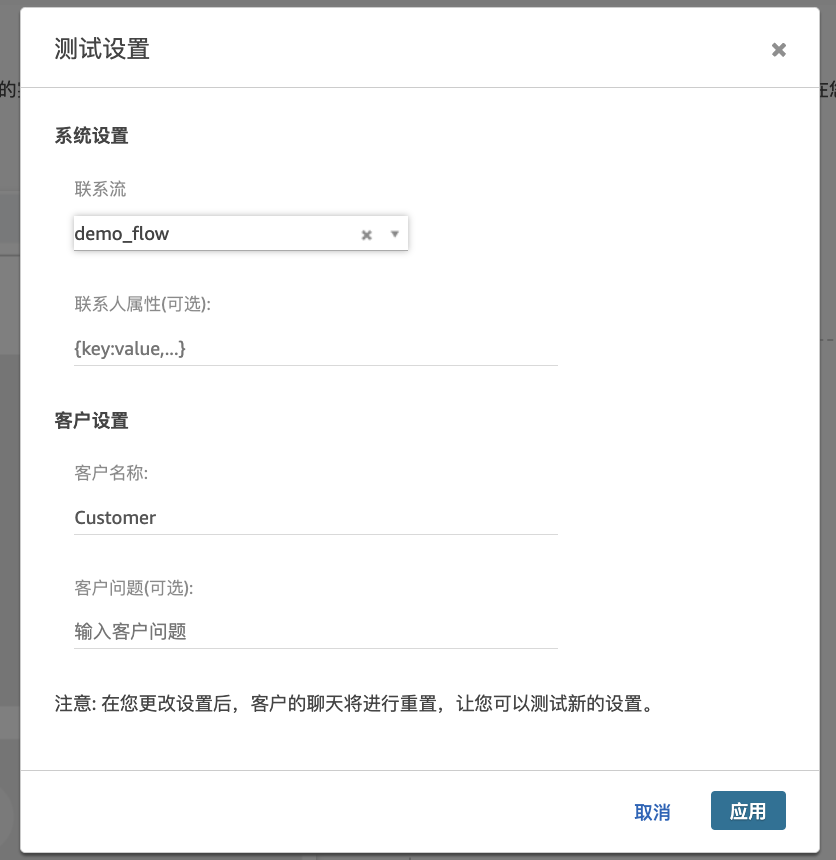 测试设置
系统设置
联系流
demo_flow
联系人属性(可选):
{key:value,...}
客户设置
客户名称:
Customer
客户问题(可选):
输入客户问题
注意: 在您更改设置后，客户的聊天将进行重置，让您可以测试新的设置。
取消
应用